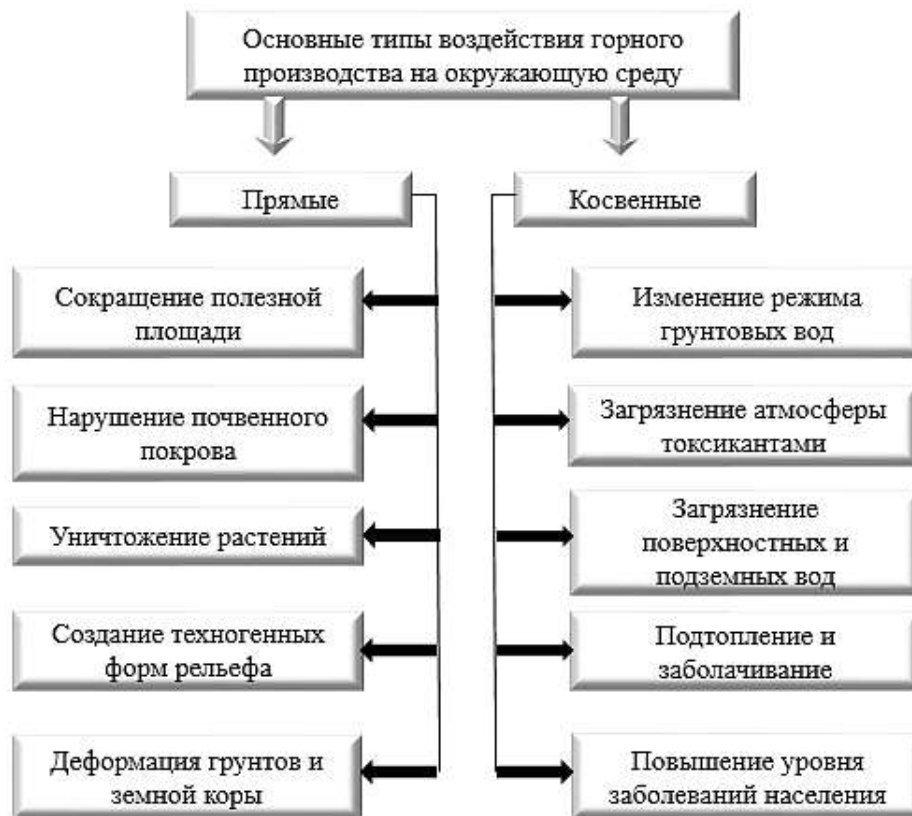 Основные типы воздействия горного
производства на окружающую среду
Прямые
Косвенные
Сокращение полезной
площади
Нарушение почвенного
покрова
Уничтожение растений
Создание техногенных
форм рельефа
Деформация грунтов и
земной коры
Изменение режима
грунтовых вод
Загрязнение атмосферы
токсикантами
Загрязнение
поверхностных и
подземных вод
Подтопление и
заболачивание
Повышение уровня
заболеваний населения